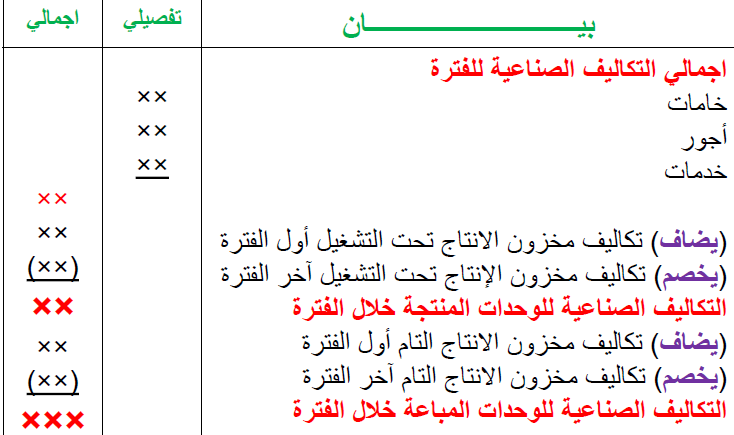 بيـــــــــــــــان تفصيلي اجمالي
اجمالي التكاليف الصناعية للفترة
خامات ××
أجور ××
خدمات ××
××
(يضاف) تكاليف مخزون الانتاج تحت التشغيل أول الفترة ××
(يخصم) تكاليف مخزون الإنتاج تحت التشغيل آخر الفترة (××)
التكاليف الصناعية للوحدات المنتجة خلال الفترة ××
(يضاف) تكاليف مخزون الانتاج التام أول الفترة ××
(يخصم) تكاليف مخزون الانتاج التام آخر الفترة (××)
التكاليف الصناعية للوحدات المباعة خلال الفترة ×××